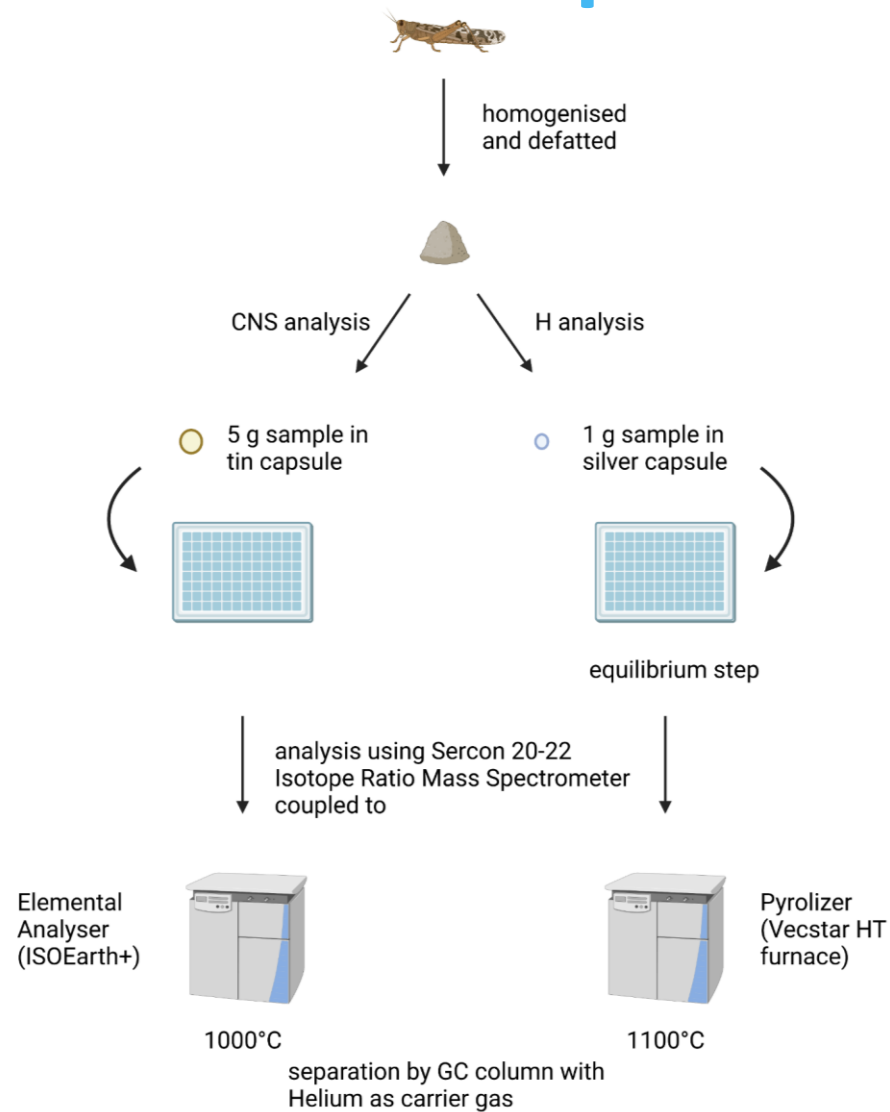 homogenised
and defatted
CNS analysis
H analysis
5 g sample in
tin capsule
1 g sample in
silver capsule
equilibrium step
analysis using Sercon 20-22
Isotope Ratio Mass Spectrometer
coupled to
Elemental
Analyser
(ISOEarth+)
Pyrolizer
(Vecstar HT
furnace)
1000°C
1100°C
separation by GC column with
Helium as carrier gas